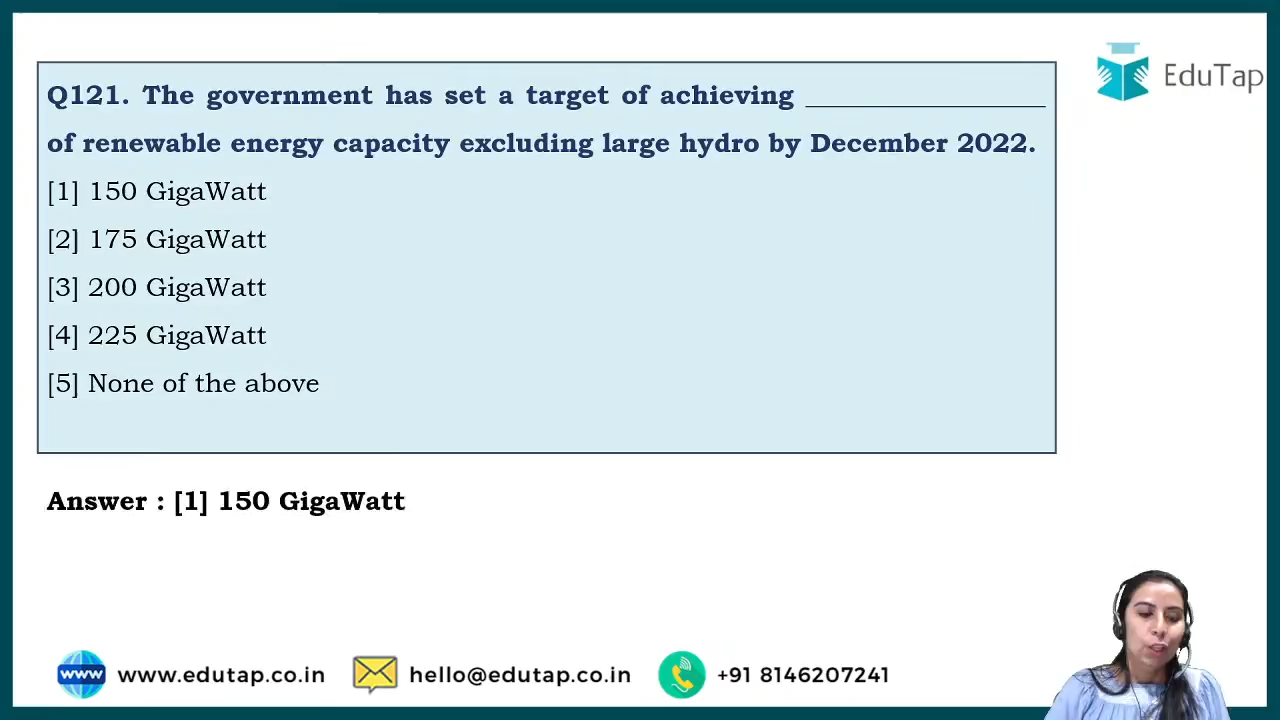 EduTap
Q121. The government has set a target of achieving _________________
of renewable energy capacity excluding large hydro by December 2022.
[1] 150 GigaWatt
[2] 175 GigaWatt
[3] 200 GigaWatt
[4] 225 GigaWatt
[5] None of the above
Answer : [1] 150 GigaWatt
www www.edutap.co.in hello@edutap.co.in +91 8146207241